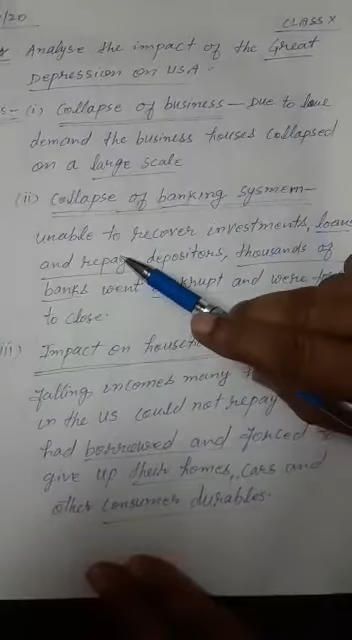 /20
CLASS X
Analyse the impact of the Great
Depression on USA.
s- (i) Collapse of business - Due to low
demand the business houses collapsed
on a large scale
(ii) Collapse of banking sysmem-
unable to recover investments, loans
and repay depositors, thousands of
banks went krupt and were
to close.
iii) Impact on house
falling incomes many
in the US could not repay
had borrowed and forced to
give up their homes, cars and
other consumer durables.